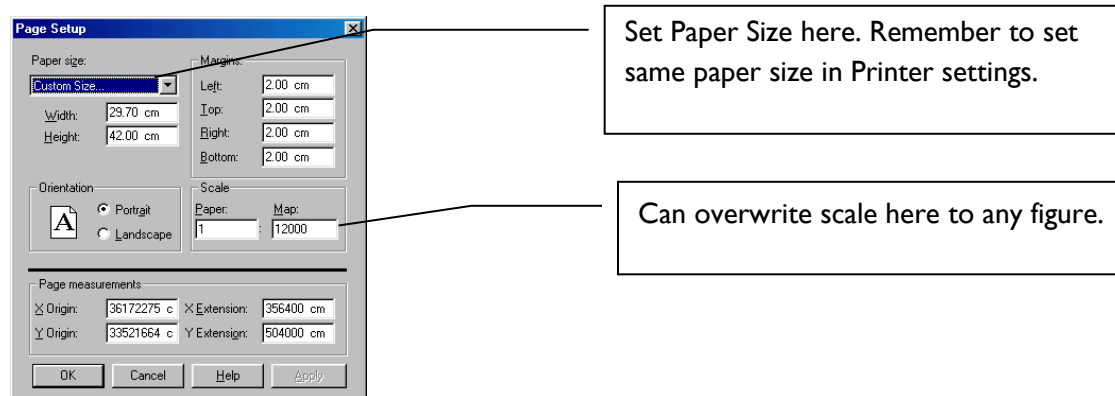 Page Setup
Paper size:
Custom Size...
Width: 29.70 cm
Height: 42.00 cm
Margins:
Left: 2.00 cm
Top: 2.00 cm
Right: 2.00 cm
Bottom: 2.00 cm
Orientation
A
Portrait
Landscape
Scale
Paper: Map:
1 : 12000
Page measurements
X Origin: 36172275 c X Extension: 356400 cm
Y Origin: 33521664 c Y Extension: 504000 cm
OK Cancel Help Apply
Set Paper Size here. Remember to set
same paper size in Printer settings.
Can overwrite scale here to any figure.